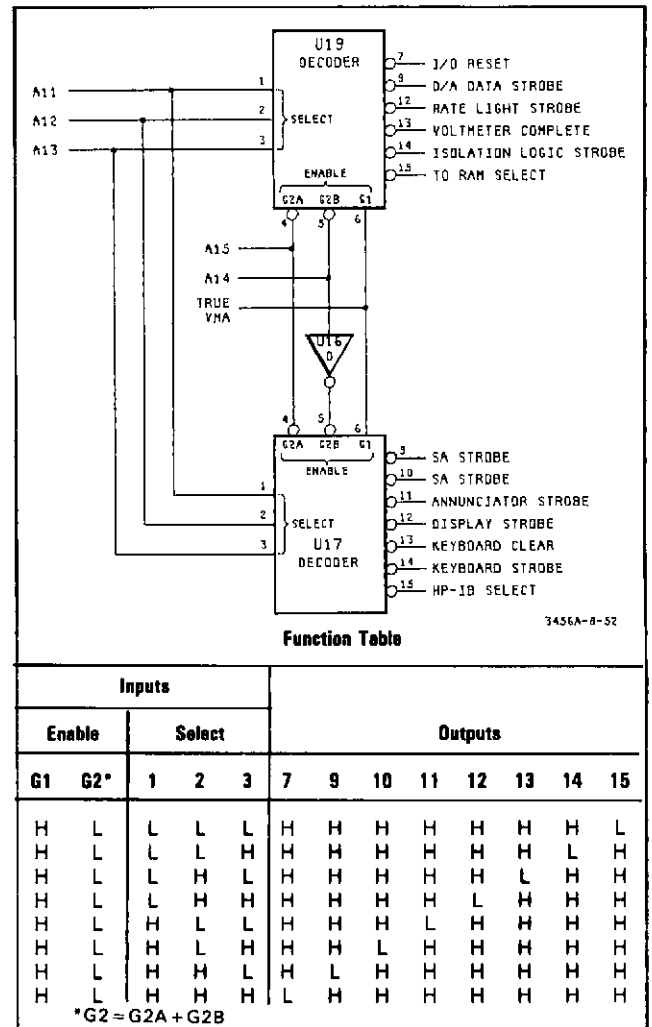 U19
DECODER
7 I/O RESET
9 D/A DATA STROBE
12 RATE LIGHT STROBE
13 VOLTMETER COMPLETE
14 ISOLATION LOGIC STROBE
15 TO RAM SELECT
A11 1
A12 2
A13 3
SELECT
ENABLE
G2A G2B G1
4 5 6
A15
A14
TRUE
VMA
U16
D
4 5 6
G2A G2B G1
ENABLE
1
2
3
SELECT
U17
DECODER
9 SA STROBE
10 SA STROBE
11 ANNUNCIATOR STROBE
12 DISPLAY STROBE
13 KEYBOARD CLEAR
14 KEYBOARD STROBE
15 HP-IB SELECT
3456A-8-52
Function Table
Inputs
Enable Select Outputs
G1 G2* 1 2 3 7 9 10 11 12 13 14 15
H L L L L H H H H H H H L
H L L L H H H H H H H L H
H L L H L H H H H H L H H
H L L H H H H H H L H H H
H L H L L H H H L H H H H
H L H L H H H L H H H H H
H L H H L H L H H H H H H
H L H H H L H H H H H H H
*G2 = G2A + G2B